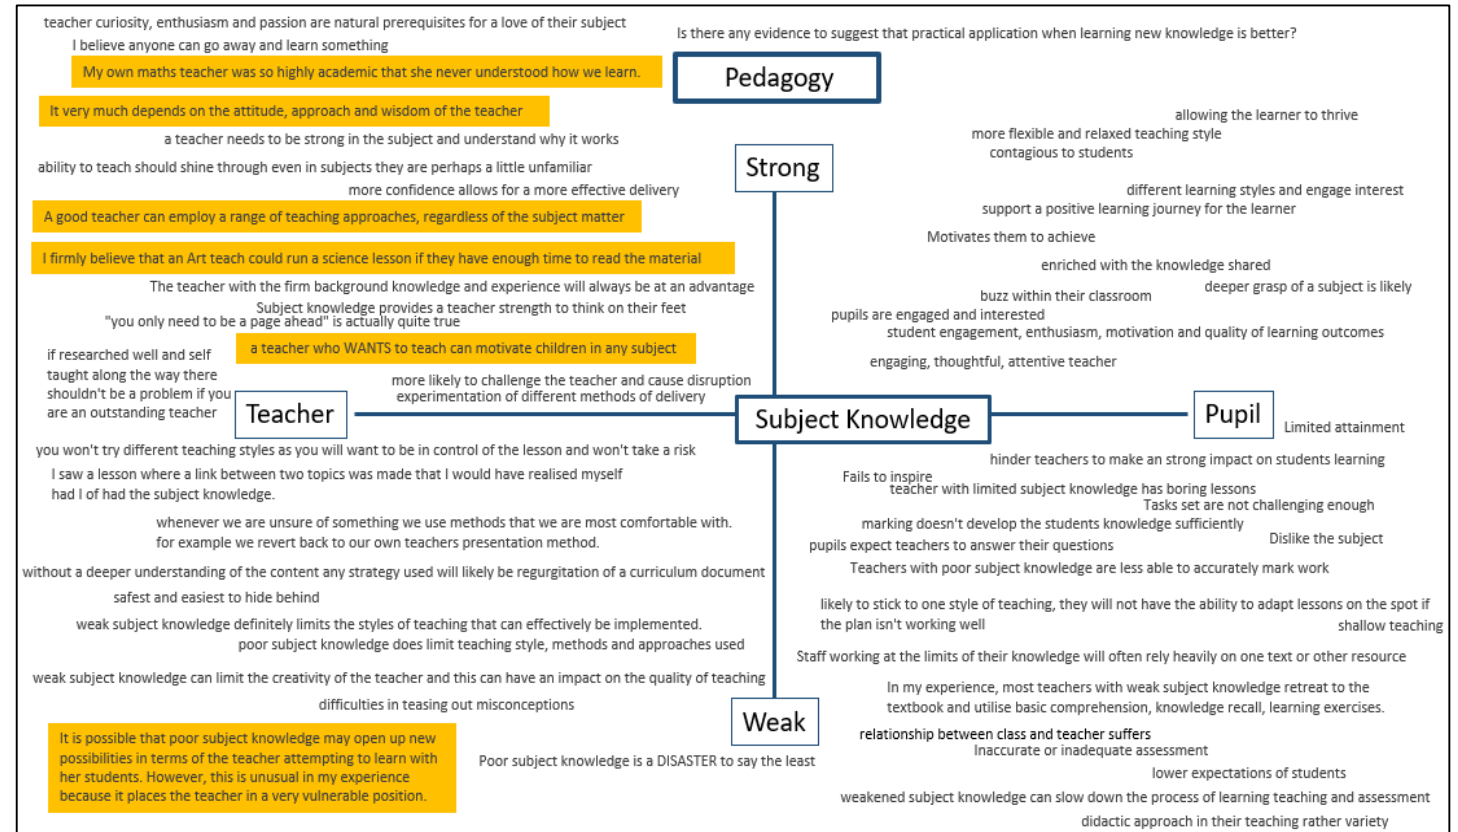 teacher curiosity, enthusiasm and passion are natural prerequisites for a love of their subject
I believe anyone can go away and learn something
My own maths teacher was so highly academic that she never understood how we learn.
It very much depends on the attitude, approach and wisdom of the teacher
a teacher needs to be strong in the subject and understand why it works
ability to teach should shine through even in subjects they are perhaps a little unfamiliar
more confidence allows for a more effective delivery
A good teacher can employ a range of teaching approaches, regardless of the subject matter
I firmly believe that an Art teach could run a science lesson if they have enough time to read the material
The teacher with the firm background knowledge and experience will always be at an advantage
Subject knowledge provides a teacher strength to think on their feet
"you only need to be a page ahead" is actually quite true
a teacher who WANTS to teach can motivate children in any subject
if researched well and self
taught along the way there
shouldn't be a problem if you
are an outstanding teacher
more likely to challenge the teacher and cause disruption
experimentation of different methods of delivery
Is there any evidence to suggest that practical application when learning new knowledge is better?
Pedagogy
Strong
allowing the learner to thrive
more flexible and relaxed teaching style
contagious to students
different learning styles and engage interest
support a positive learning journey for the learner
Motivates them to achieve
enriched with the knowledge shared
deeper grasp of a subject is likely
buzz within their classroom
pupils are engaged and interested
student engagement, enthusiasm, motivation and quality of learning outcomes
engaging, thoughtful, attentive teacher
Teacher
Subject Knowledge
Pupil
you won't try different teaching styles as you will want to be in control of the lesson and won't take a risk
I saw a lesson where a link between two topics was made that I would have realised myself
had I of had the subject knowledge.
whenever we are unsure of something we use methods that we are most comfortable with.
for example we revert back to our own teachers presentation method.
without a deeper understanding of the content any strategy used will likely be regurgitation of a curriculum document
safest and easiest to hide behind
weak subject knowledge definitely limits the styles of teaching that can effectively be implemented.
poor subject knowledge does limit teaching style, methods and approaches used
weak subject knowledge can limit the creativity of the teacher and this can have an impact on the quality of teaching
difficulties in teasing out misconceptions
It is possible that poor subject knowledge may open up new
possibilities in terms of the teacher attempting to learn with
her students. However, this is unusual in my experience
because it places the teacher in a very vulnerable position.
Weak
Poor subject knowledge is a DISASTER to say the least
Limited attainment
hinder teachers to make an strong impact on students learning
Fails to inspire
teacher with limited subject knowledge has boring lessons
Tasks set are not challenging enough
marking doesn't develop the students knowledge sufficiently
Dislike the subject
pupils expect teachers to answer their questions
Teachers with poor subject knowledge are less able to accurately mark work
likely to stick to one style of teaching, they will not have the ability to adapt lessons on the spot if
the plan isn't working well
shallow teaching
Staff working at the limits of their knowledge will often rely heavily on one text or other resource
In my experience, most teachers with weak subject knowledge retreat to the
textbook and utilise basic comprehension, knowledge recall, learning exercises.
relationship between class and teacher suffers
Inaccurate or inadequate assessment
lower expectations of students
weakened subject knowledge can slow down the process of learning teaching and assessment
didactic approach in their teaching rather variety